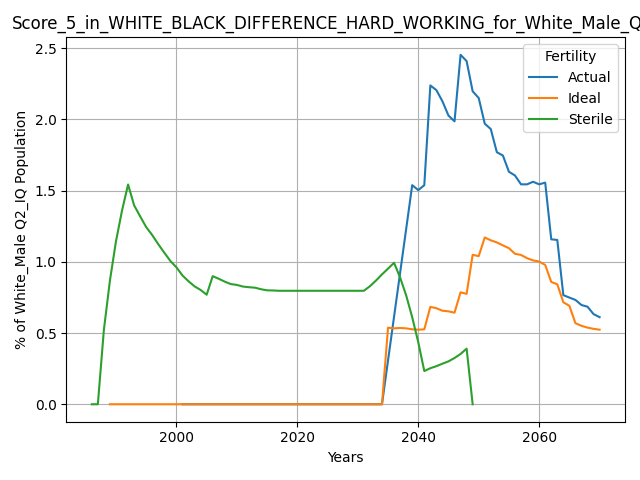 Score_5_in_WHITE_BLACK_DIFFERENCE_HARD_WORKING_for_White_Male_Q
Fertility
Actual
Ideal
Sterile
2.5
2.0
1.5
1.0
0.5
0.0
% of White_Male Q2_IQ Population
2000
2020
2040
2060
Years